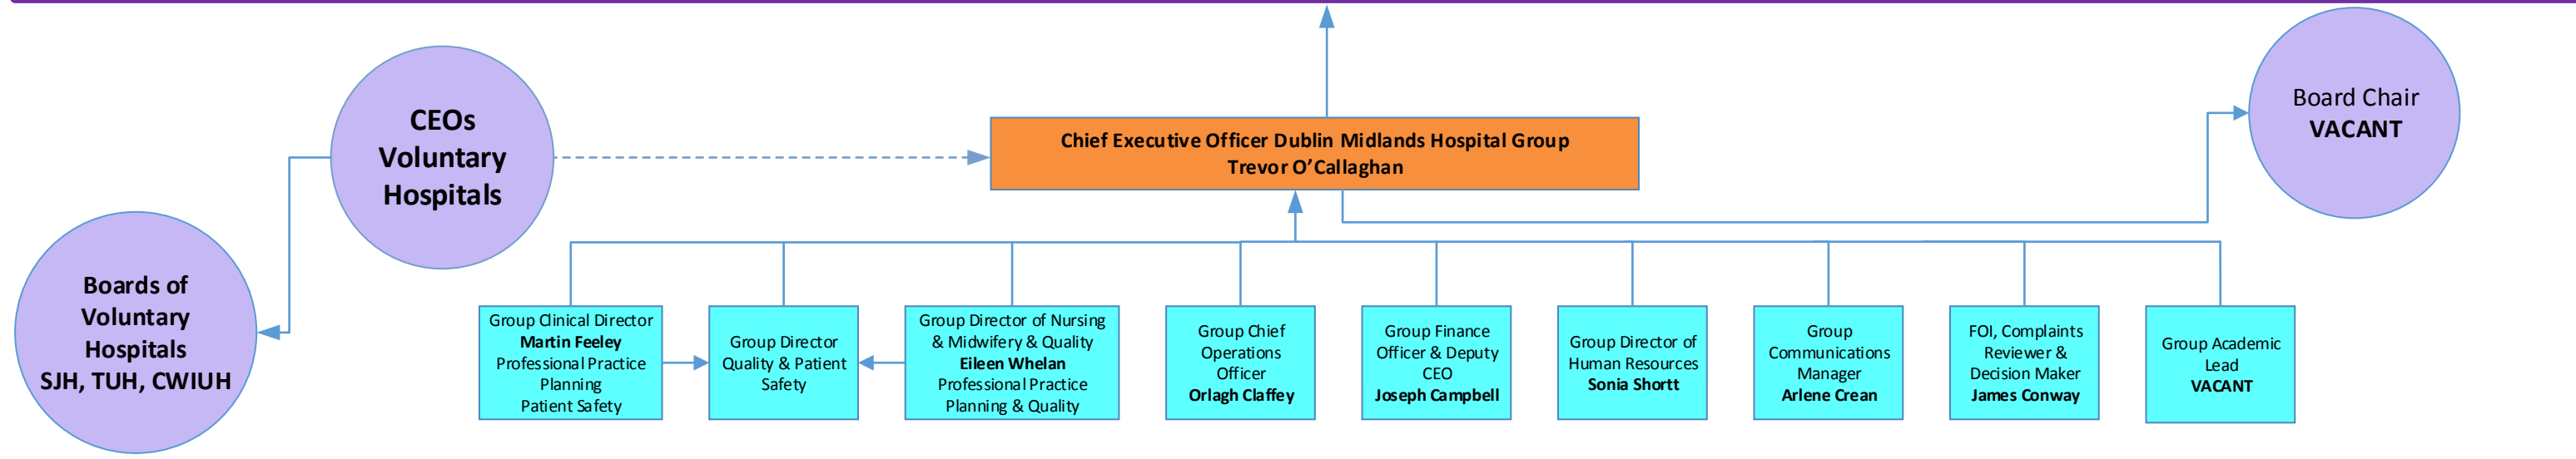 CEOs
Voluntary
Hospitals
Chief Executive Officer Dublin Midlands Hospital Group
Trevor O’Callaghan
Board Chair
VACANT
Boards of
Voluntary
Hospitals
SJH, TUH, CWIUH
Group Clinical Director
Martin Feeley
Professional Practice
Planning
Patient Safety
Group Director
Quality & Patient
Safety
Group Director of Nursing
& Midwifery & Quality
Eileen Whelan
Professional Practice
Planning & Quality
Group Chief
Operations
Officer
Orlagh Claffey
Group Finance
Officer & Deputy
CEO
Joseph Campbell
Group Director of
Human Resources
Sonia Shortt
Group
Communications
Manager
Arlene Crean
FOI, Complaints
Reviewer &
Decision Maker
James Conway
Group Academic
Lead
VACANT